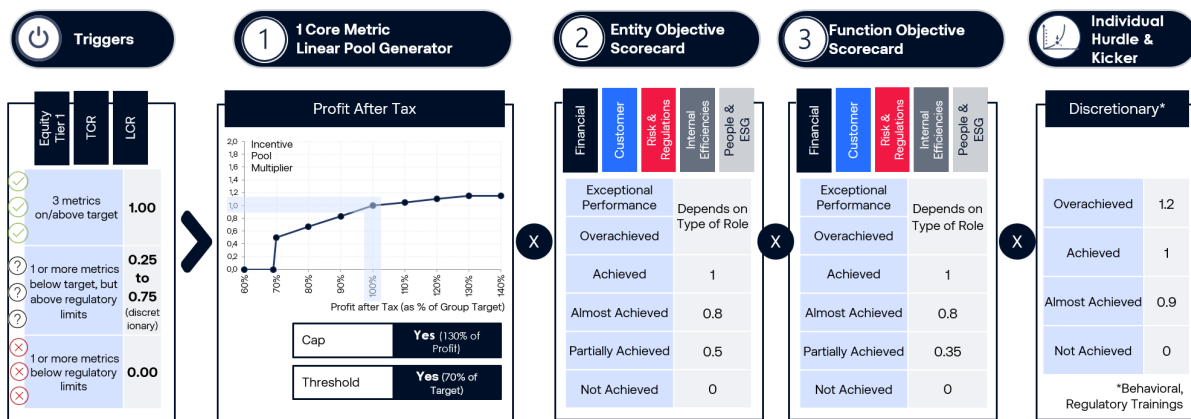 Triggers
1
1 Core Metric
Linear Pool Generator
2
Entity Objective
Scorecard
3
Function Objective
Scorecard
Individual
Hurdle &
Kicker
Equity
Tier 1
TCR
LCR
3 metrics
on/above target
1.00
?
?
?
1 or more metrics
below target, but
above regulatory
limits
0.25
to
0.75
(discret
ionary)
1 or more metrics
below regulatory
limits
0.00
Profit After Tax
Incentive
Pool
Multiplier
2,0
1,8
1,6
1,4
1,2
1,0
0,8
0,6
0,4
0,2
0,0
60%
70%
80%
90%
100%
110%
120%
130%
140%
Profit after Tax (as % of Group Target)
Cap
Yes (130% of
Profit)
Threshold
Yes (70% of
Target)
X
Financial
Customer
Risk &
Regulations
Internal
Efficiencies
People &
ESG
Exceptional
Performance
Overachieved
Depends on
Type of Role
Achieved
1
Almost Achieved
0.8
Partially Achieved
0.5
Not Achieved
0
X
Financial
Customer
Risk &
Regulations
Internal
Efficiencies
People &
ESG
Exceptional
Performance
Overachieved
Depends on
Type of Role
Achieved
1
Almost Achieved
0.8
Partially Achieved
0.35
Not Achieved
0
X
Discretionary*
Overachieved
1.2
Achieved
1
Almost Achieved
0.9
Not Achieved
0
*Behavioral,
Regulatory Trainings